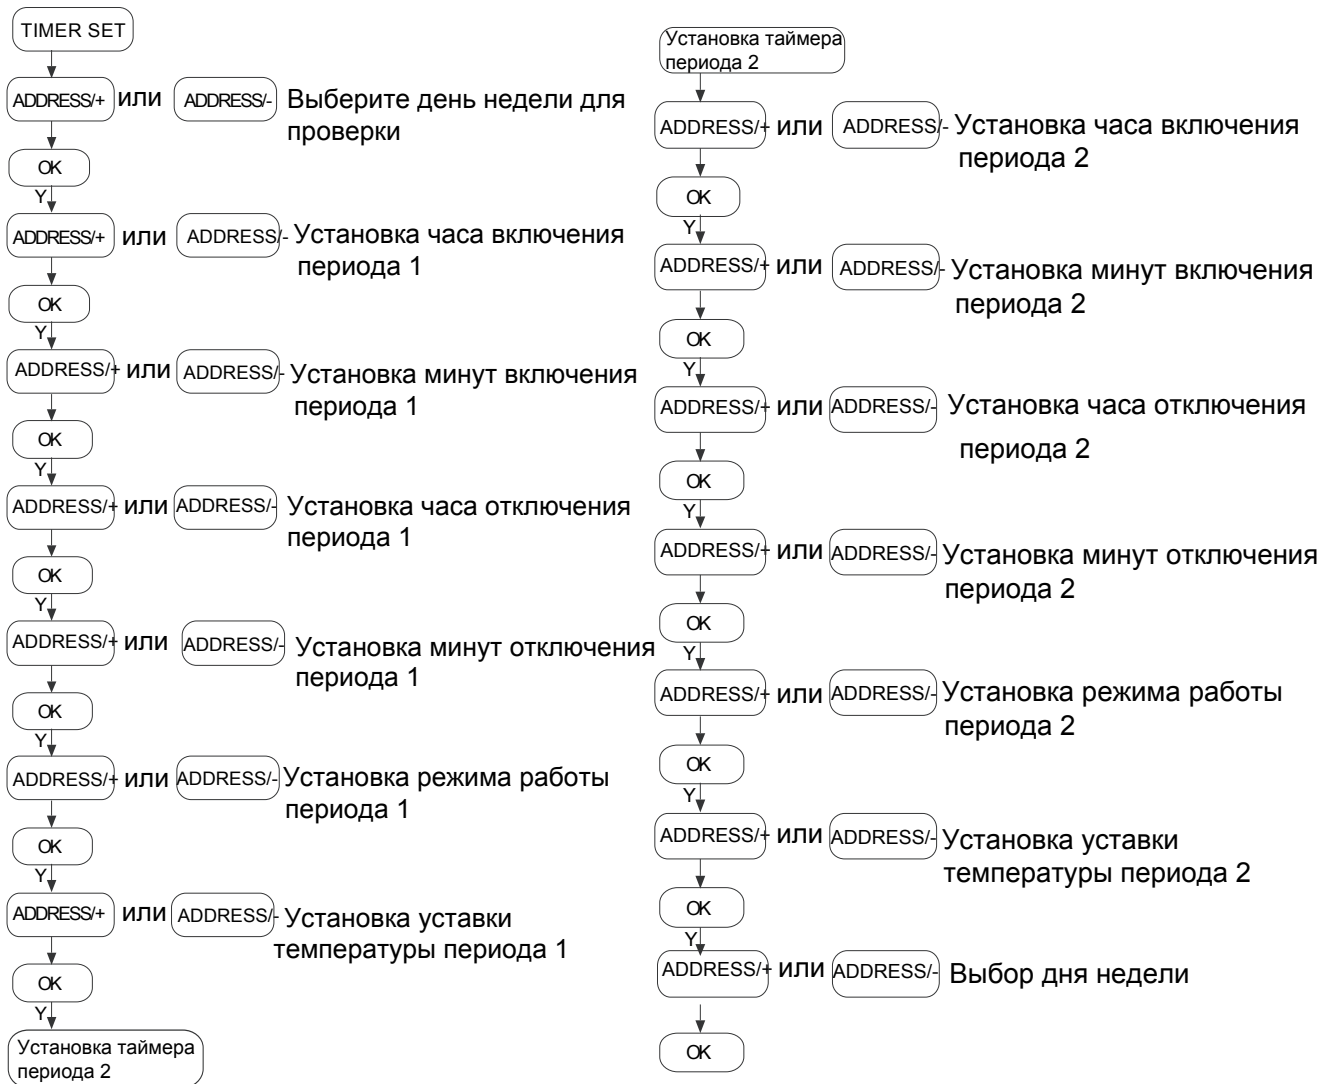 TIMER SET
ADDRESS/+ или ADDRESS/- Выберите день недели для
проверки
OK
Y
ADDRESS/+ или ADDRESS/- Установка часа включения
периода 1
OK
Y
ADDRESS/+ или ADDRESS/- Установка минут включения
периода 1
OK
Y
ADDRESS/+ или ADDRESS/- Установка часа отключения
периода 1
OK
Y
ADDRESS/+ или ADDRESS/- Установка минут отключения
периода 1
OK
Y
ADDRESS/+ или ADDRESS/- Установка режима работы
периода 1
OK
Y
ADDRESS/+ или ADDRESS/- Установка уставки
температуры периода 1
OK
Y
Установка таймера
периода 2
Установка таймера
периода 2
ADDRESS/+ или ADDRESS/- Установка часа включения
периода 2
OK
Y
ADDRESS/+ или ADDRESS/- Установка минут включения
периода 2
OK
Y
ADDRESS/+ или ADDRESS/- Установка часа отключения
периода 2
OK
Y
ADDRESS/+ или ADDRESS/- Установка минут отключения
периода 2
OK
Y
ADDRESS/+ или ADDRESS/- Установка режима работы
периода 2
OK
Y
ADDRESS/+ или ADDRESS/- Установка уставки
температуры периода 2
OK
Y
ADDRESS/+ или ADDRESS/- Выбор дня недели
OK